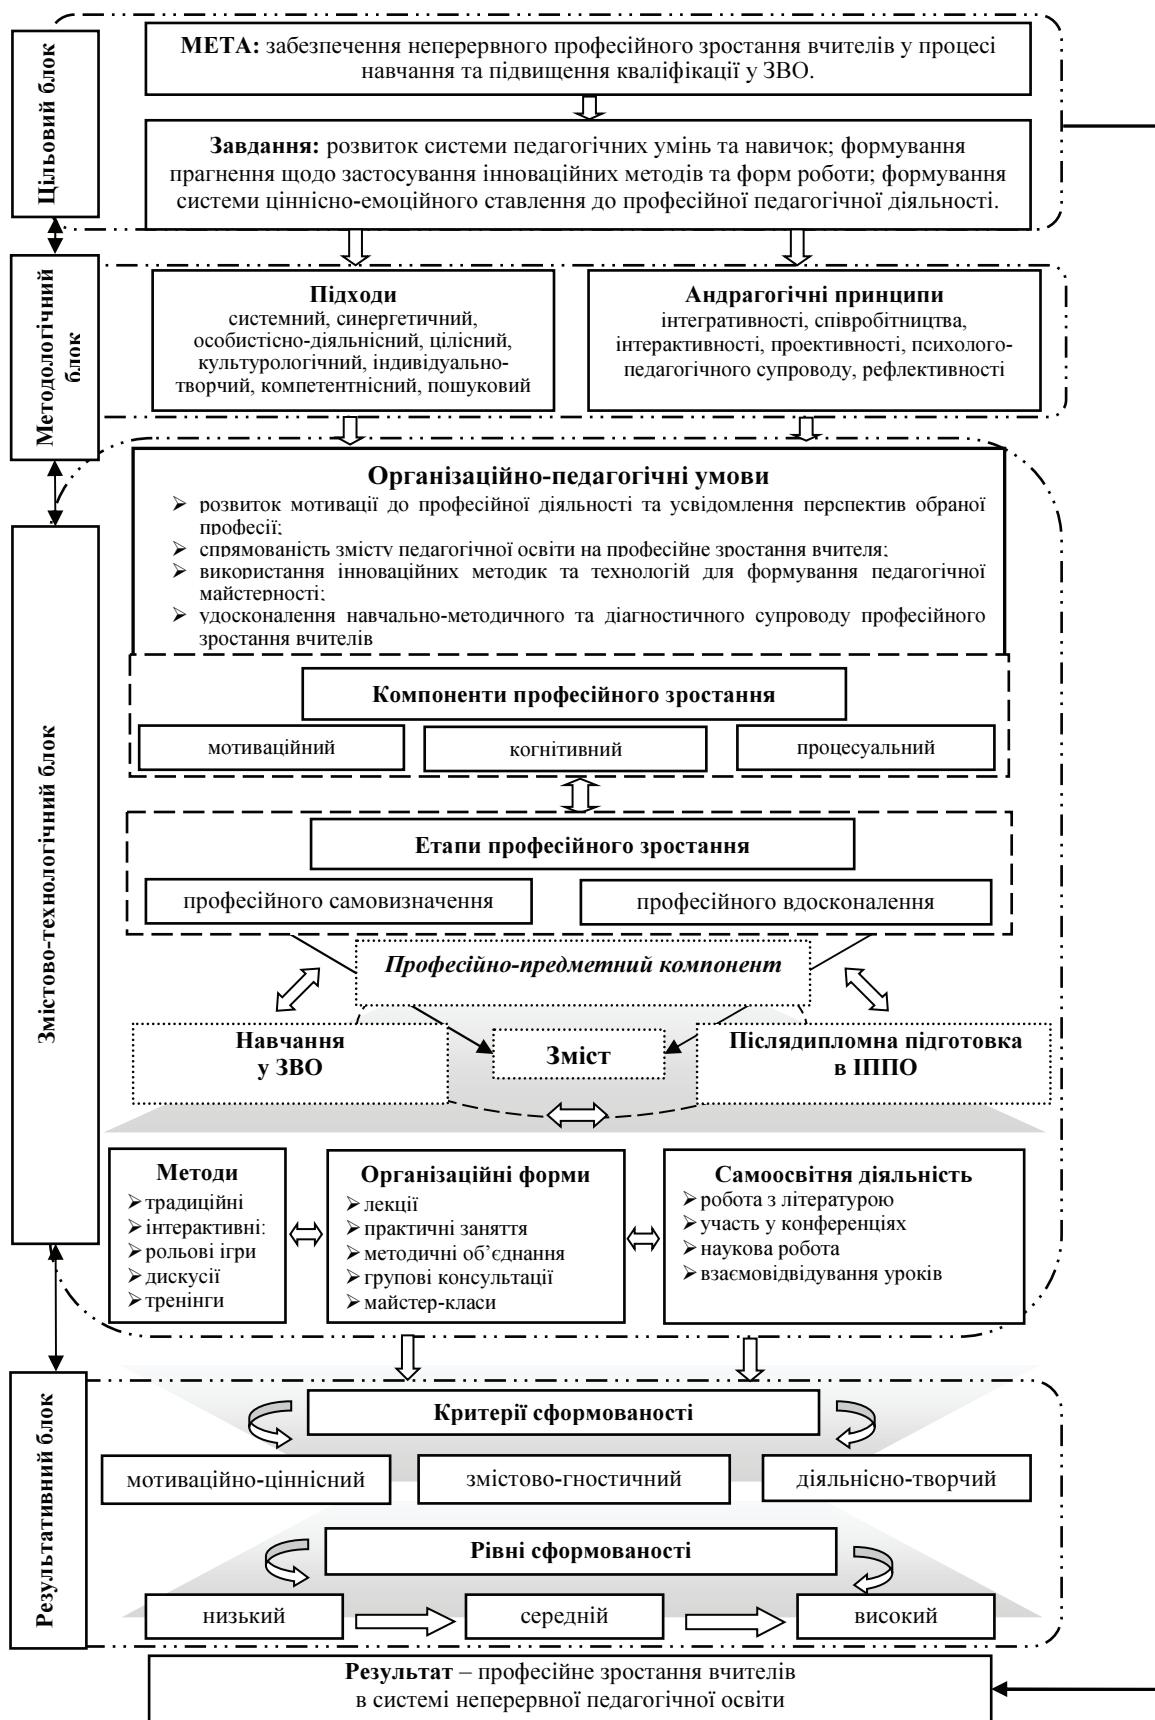 Цільовий блок
МЕТА: забезпечення неперервного професійного зростання вчителів у процесі
навчання та підвищення кваліфікації у ЗВО.
Завдання: розвиток системи педагогічних умінь та навичок; формування
прагнення щодо застосування інноваційних методів та форм роботи; формування
системи ціннісно-емоційного ставлення до професійної педагогічної діяльності.
Методологічний
блок
Підходи
системний, синергетичний,
особистісно-діяльнісний, цілісний,
культурологічний, індивідуально-
творчий, компетентнісний, пошуковий
Андрагогічні принципи
інтегративності, співробітництва,
інтерактивності, проективності, психолого-
педагогічного супроводу, рефлективності
Змістово-технологічний блок
Організаційно-педагогічні умови
➢ розвиток мотивації до професійної діяльності та усвідомлення перспектив обраної
професії;
➢ спрямованість змісту педагогічної освіти на професійне зростання вчителя;
➢ використання інноваційних методик та технологій для формування педагогічної
майстерності;
➢ удосконалення навчально-методичного та діагностичного супроводу професійного
зростання вчителів
Компоненти професійного зростання
мотиваційний
когнітивний
процесуальний
Етапи професійного зростання
професійного самовизначення
професійного вдосконалення
Професійно-предметний компонент
Навчання
у ЗВО
Зміст
Післядипломна підготовка
в ІППО
Методи
➢традиційні
➢інтерактивні:
➢рольові ігри
➢дискусії
➢тренінги
Організаційні форми
➢лекції
➢практичні заняття
➢методичні об’єднання
➢групові консультації
➢майстер-класи
Самоосвітня діяльність
➢робота з літературою
➢участь у конференціях
➢наукова робота
➢взаємовідвідування уроків
Результативний блок
Критерії сформованості
мотиваційно-ціннісний
змістово-гностичний
діяльнісно-творчий
Рівні сформованості
низький
середній
високий
Результат – професійне зростання вчителів
в системі неперервної педагогічної освіти